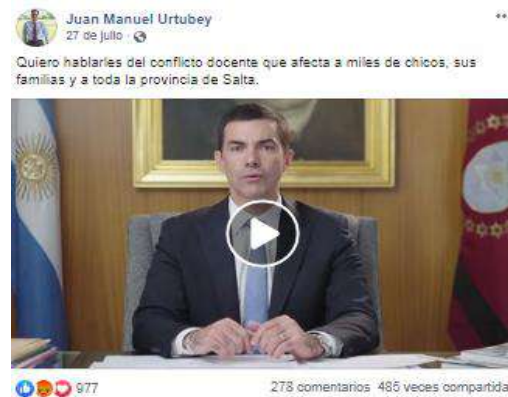 Juan Manuel Urtubey
27 de julio ·
Quiero hablarles del conflicto docente que afecta a miles de chicos, sus
familias y a toda la provincia de Salta.
977
278 comentarios 485 veces compartida